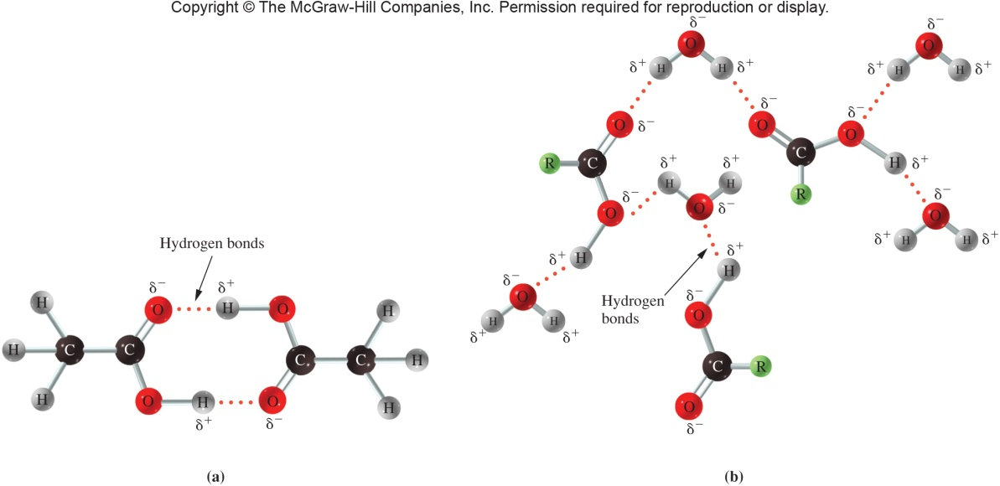 Copyright © The McGraw-Hill Companies, Inc. Permission required for reproduction or display.
δ− δ−
O O
δ+ H H δ+ δ+ H H δ+
δ− δ−
O δ− O O
R C C H δ+
δ+ δ+
H H
R
δ− δ− δ−
O O δ− O
δ+ H H δ+
Hydrogen bonds
δ+ H δ+
H
δ− δ+ δ−
H O H O O H
Hydrogen
bonds
δ−
O
H H
δ+ δ+
H C C C C H
C R
H O H O H
δ+ δ−
O
δ−
(a) (b)